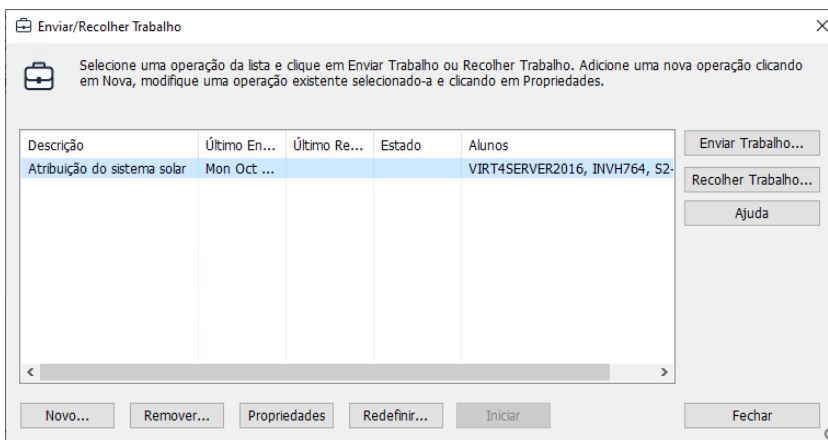 Enviar/Recolher Trabalho
Selecione uma operação da lista e clique em Enviar Trabalho ou Recolher Trabalho. Adicione uma nova operação clicando
em Nova, modifique uma operação existente selecionado-a e clicando em Propriedades.
Descrição Último En... Último Re... Estado Alunos
Atribuição do sistema solar Mon Oct ... VIRT4SERVER2016, INVH764, S2-
Enviar Trabalho...
Recolher Trabalho...
Ajuda
Novo... Remover... Propriedades Redefinir... Iniciar Fechar